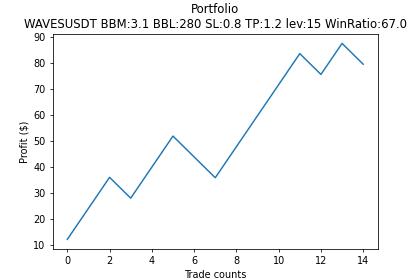 Portfolio
WAVESUSDT BBM:3.1 BBL:280 SL:0.8 TP:1.2 lev:15 WinRatio:67.0
90
80
70
60
50
40
30
20
10
Profit ($)
0 2 4 6 8 10 12 14
Trade counts